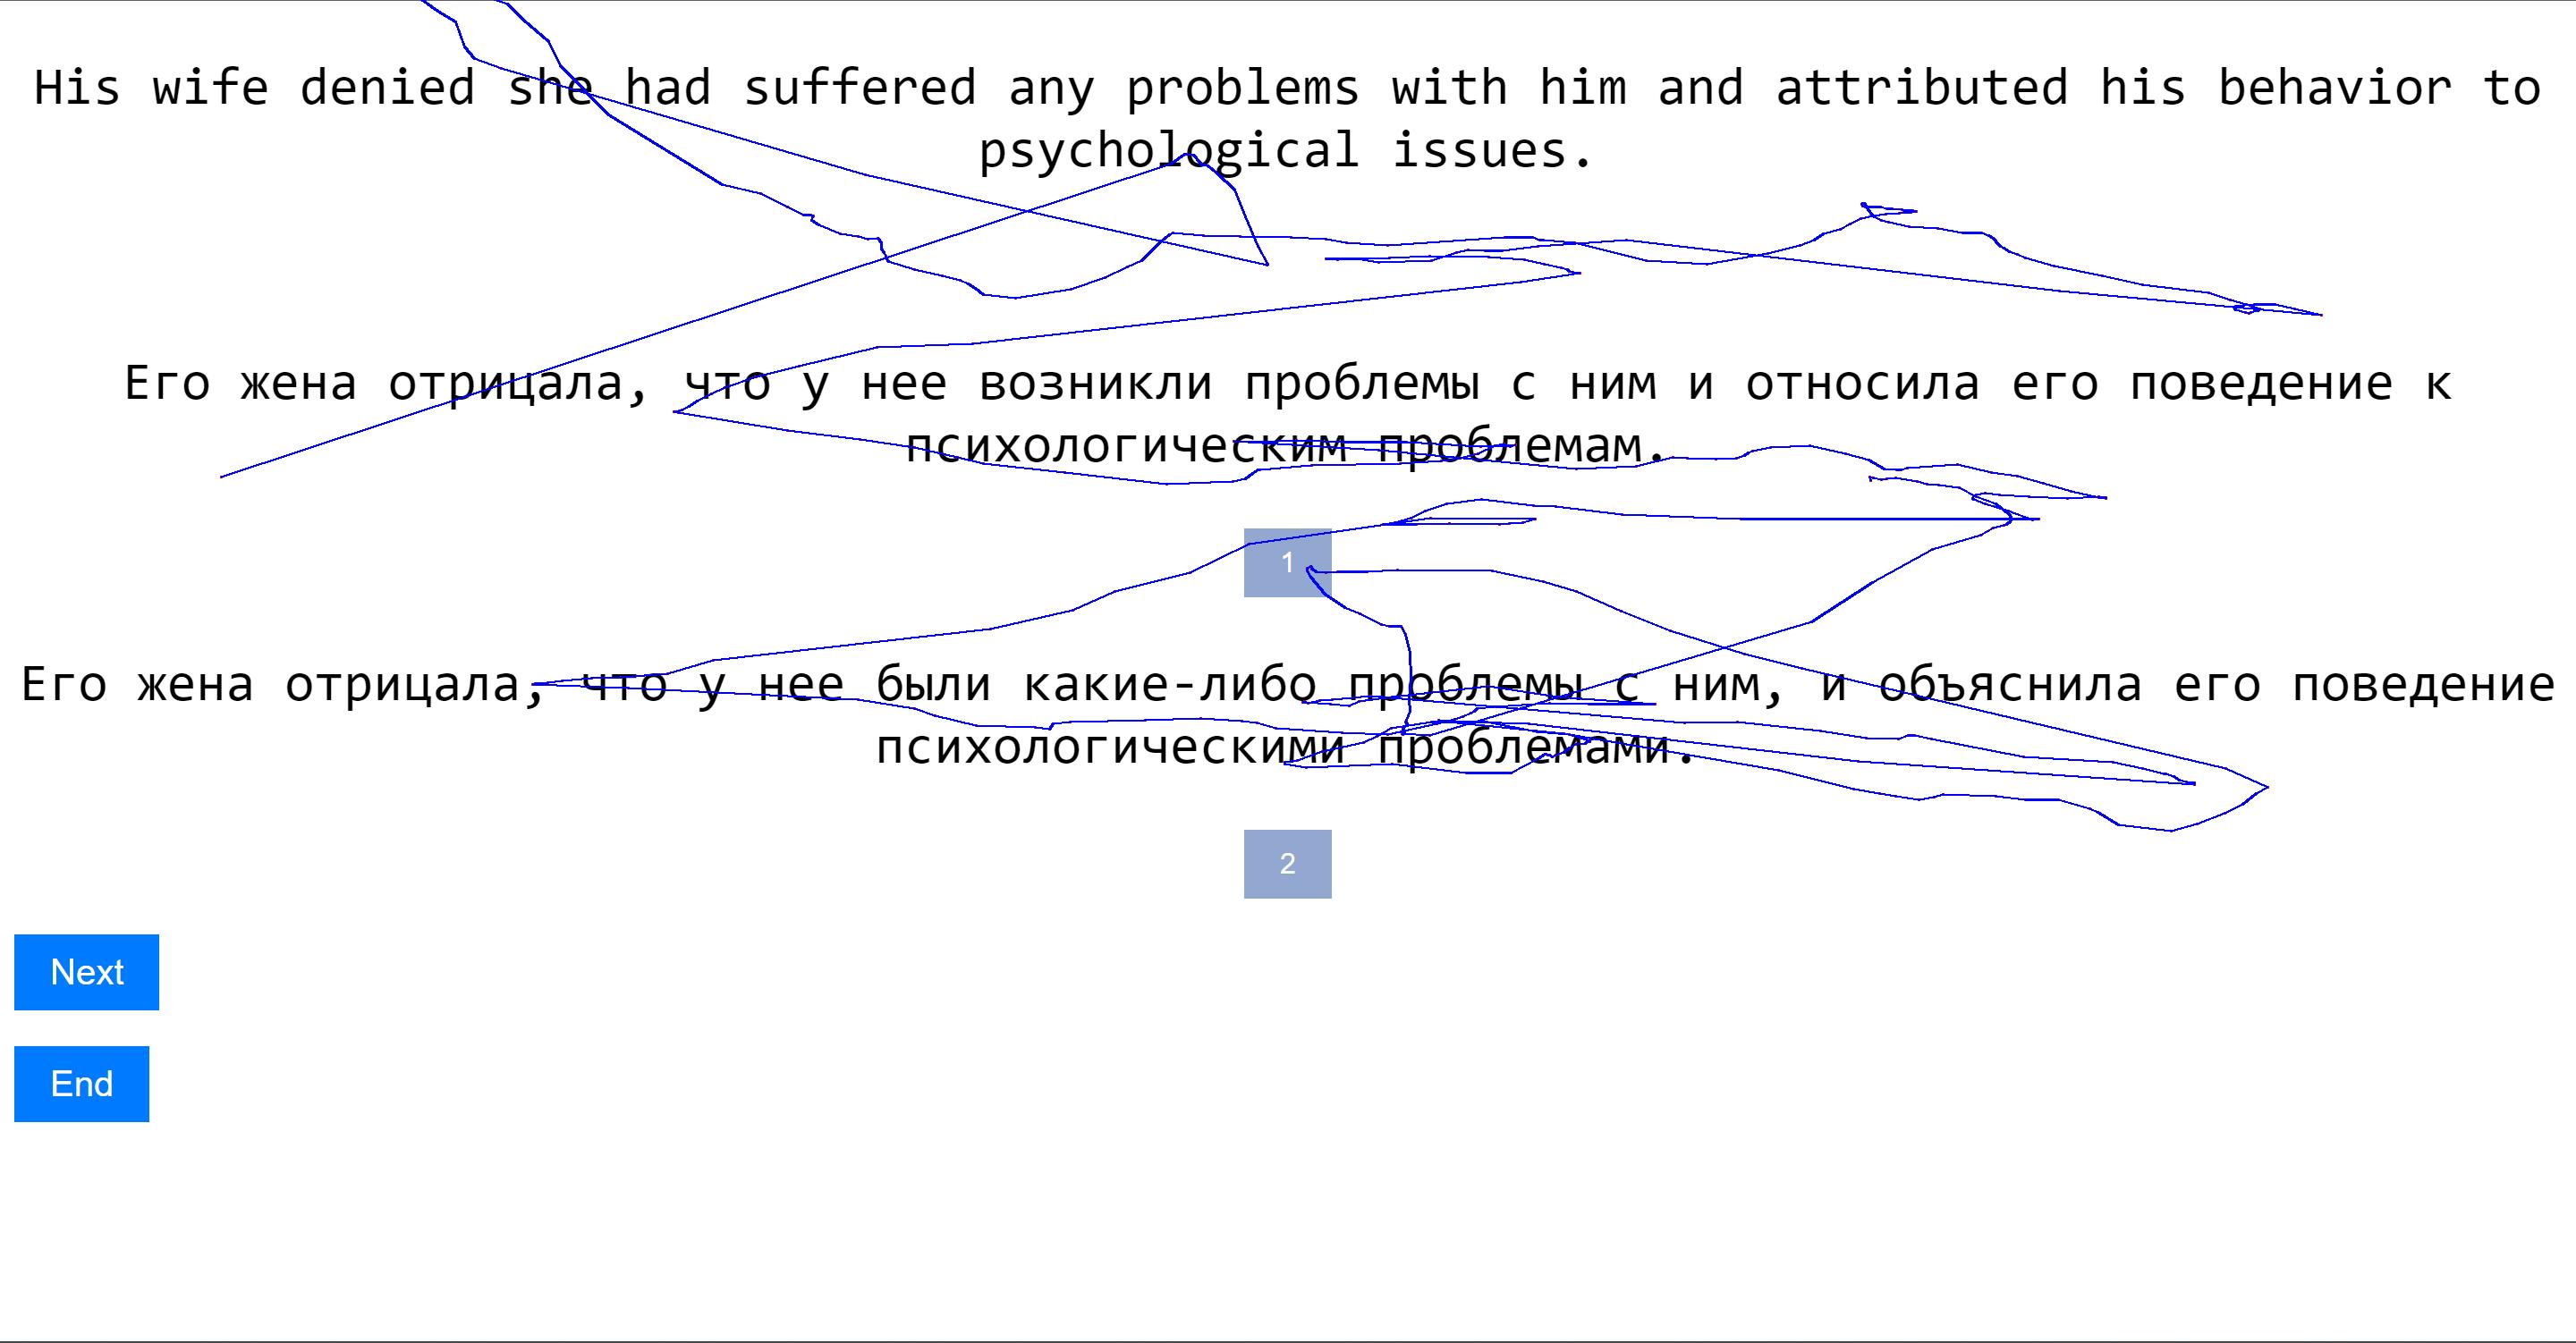 His wife denied she had suffered any problems with him and attributed his behavior to
psychological issues.
Его жена отрицала, что у нее возникли проблемы с ним и относила его поведение к
психологическим проблемам.
1
Его жена отрицала, что у нее были какие-либо проблемы с ним, и объяснила его поведение
психологическими проблемами.
2
Next
End